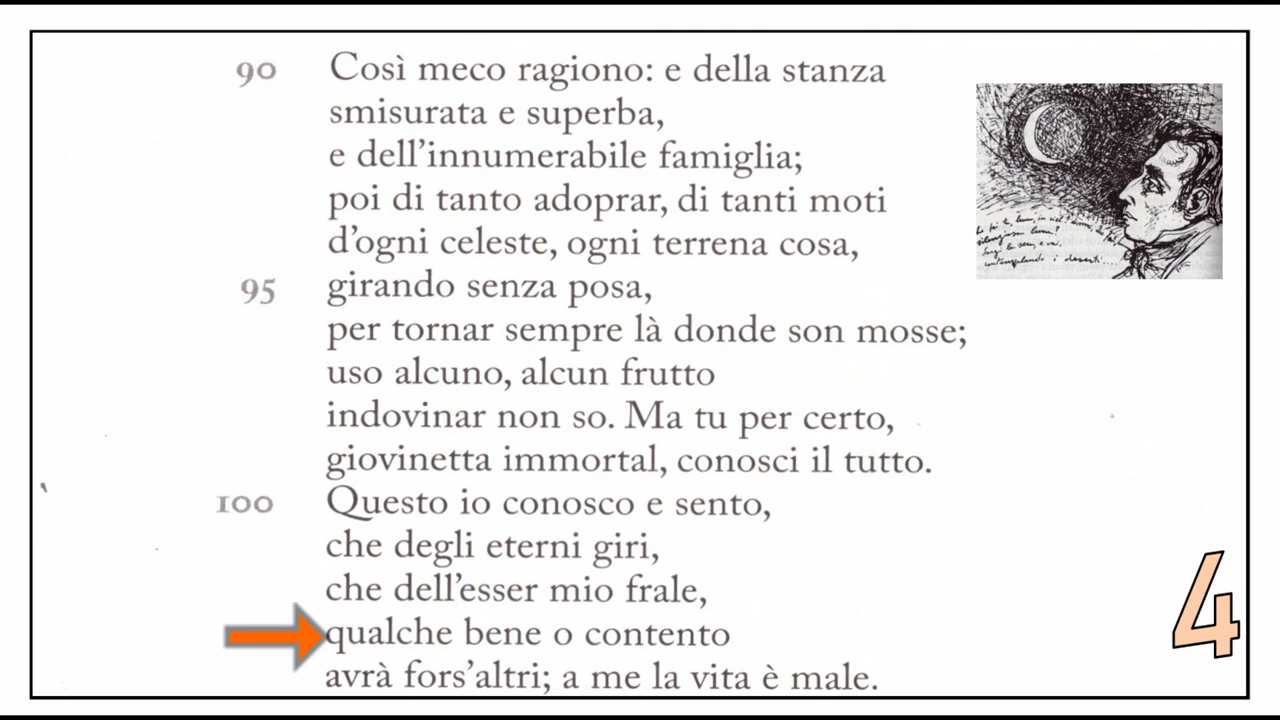 90 Così meco ragiono: e della stanza
smisurata e superba,
e dell'innumerabile famiglia;
poi di tanto adoprar, di tanti moti
d'ogni celeste, ogni terrena cosa,
95 girando senza posa,
per tornar sempre là donde son mosse;
uso alcuno, alcun frutto
indovinar non so. Ma tu per certo,
giovinetta immortal, conosci il tutto.
100 Questo io conosco e sento,
che degli eterni giri,
che dell'esser mio frale,
qualche bene o contento
avrà fors'altri; a me la vita è male.
4